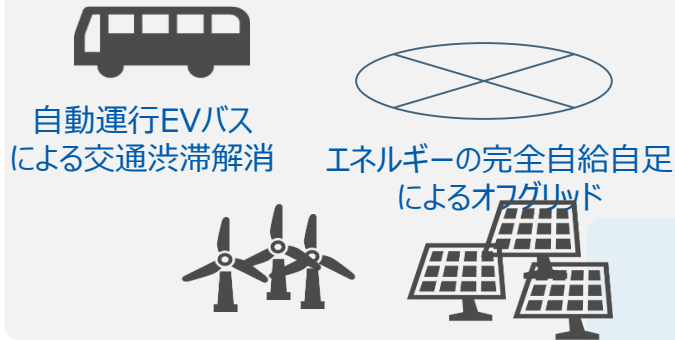 自動運行EVバス
による交通渋滞解消
エネルギーの完全自給自足
によるオフグリッド